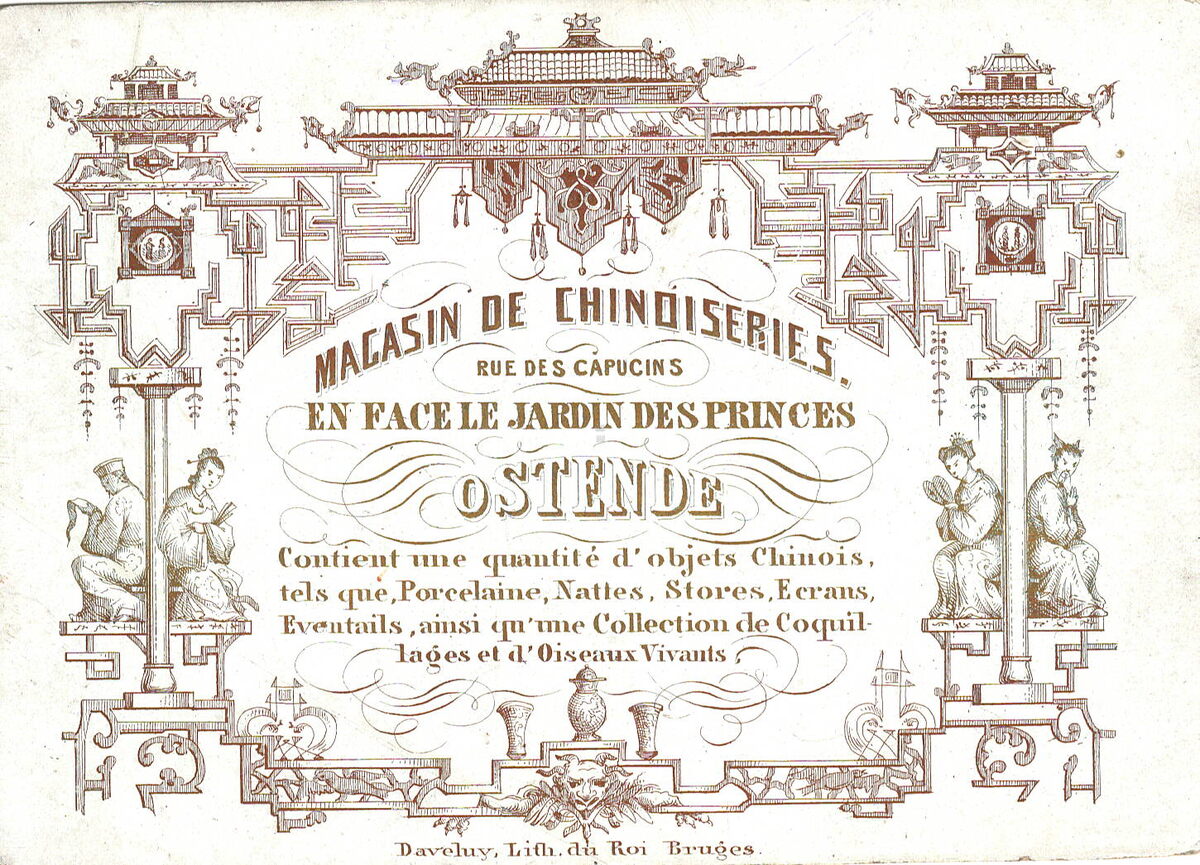 MAGASIN DE CHINOISERIES.
RUE DES CAPUCINS
EN FACE LE JARDIN DES PRINCES
OSTENDE
Contient une quantité d'objets Chinois,
tels que, Porcelaine, Nattes, Stores, Ecrans,
Eventails, ainsi qu'une Collection de Coquil-
lages et d'Oiseaux Vivants,
Daveluy, Lith. du Roi Bruges.